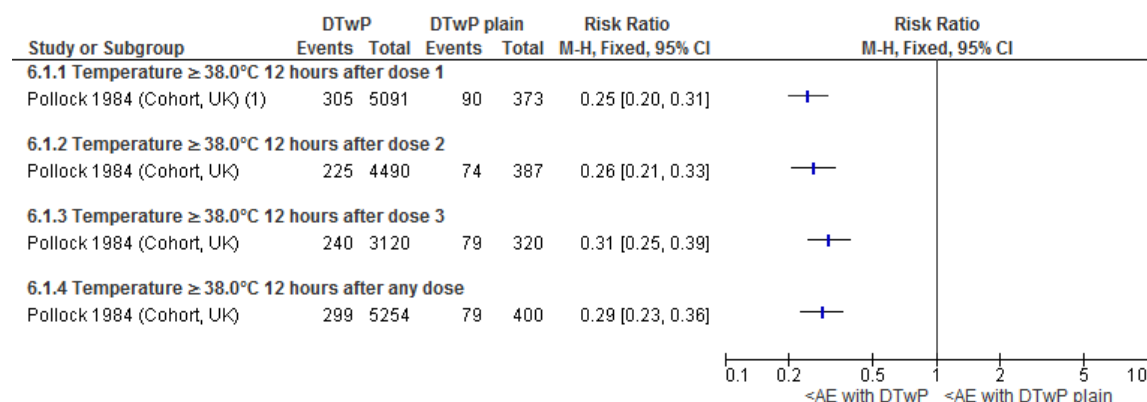 DTwP DTwP plain Risk Ratio Risk Ratio
Study or Subgroup Events Total Events Total M-H, Fixed, 95% CI M-H, Fixed, 95% CI
6.1.1 Temperature ≥ 38.0°C 12 hours after dose 1
Pollock 1984 (Cohort, UK) (1) 305 5091 90 373 0.25 [0.20, 0.31]
6.1.2 Temperature ≥ 38.0°C 12 hours after dose 2
Pollock 1984 (Cohort, UK) 225 4490 74 387 0.26 [0.21, 0.33]
6.1.3 Temperature ≥ 38.0°C 12 hours after dose 3
Pollock 1984 (Cohort, UK) 240 3120 79 320 0.31 [0.25, 0.39]
6.1.4 Temperature ≥ 38.0°C 12 hours after any dose
Pollock 1984 (Cohort, UK) 299 5254 79 400 0.29 [0.23, 0.36]
0.1 0.2 0.5 1 2 5 10
<AE with DTwP <AE with DTwP plain